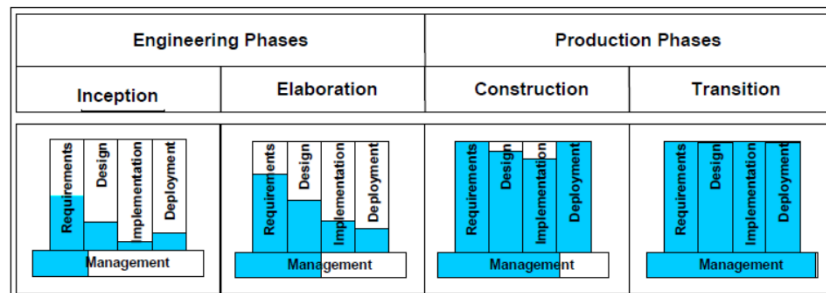 Engineering Phases
Production Phases
Inception
Elaboration
Construction
Transition
Requirements
Design
Implementation
Deployment
Management
Requirements
Design
Implementation
Deployment
Management
Requirements
Design
Implementation
Deployment
Management
Requirements
Design
Implementation
Deployment
Management